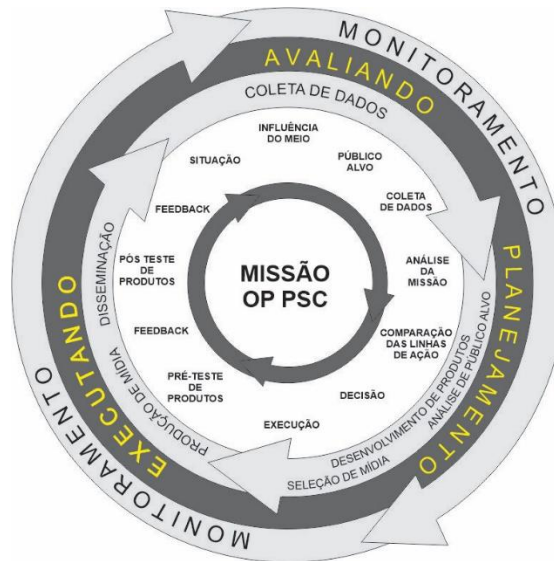 MONITORAMENTO
AVALIANDO
COLETA DE DADOS
INFLUÊNCIA
DO MEIO
SITUAÇÃO
PÚBLICO
ALVO
FEEDBACK
COLETA
DE DADOS
PÓS TESTE
DE
PRODUTOS
MISSÃO
OP PSC
ANÁLISE
DA
MISSÃO
FEEDBACK
COMPARAÇÃO
DAS LINHAS
DE AÇÃO
PRÉ-TESTE
DE
PRODUTOS
DECISÃO
EXECUÇÃO
DISSEMINAÇÃO
PRODUÇÃO DE MÍDIA
DESENVOLVIMENTO DE PRODUTOS
ANÁLISE DE PÚBLICO ALVO
SELEÇÃO DE MÍDIA
PLANEJAMENTO
EXECUTANDO
MONITORAMENTO